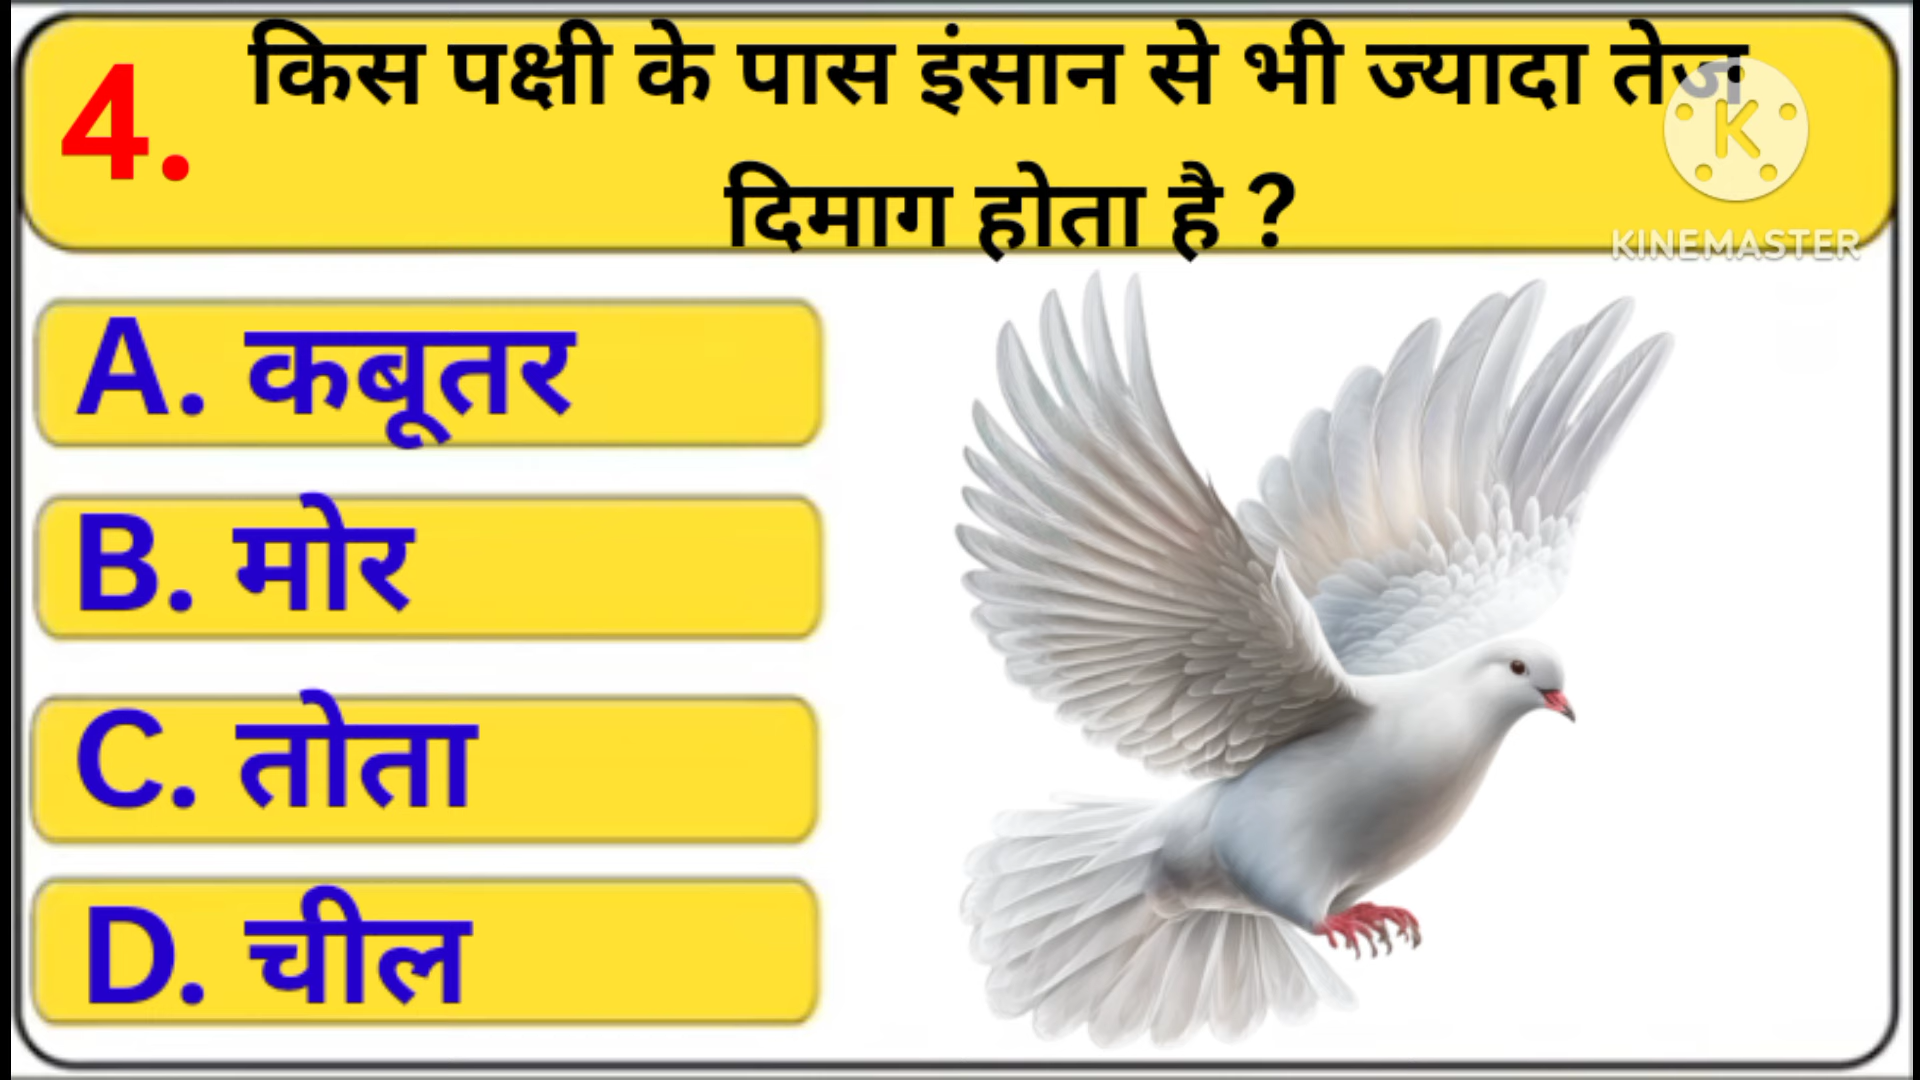 4. किस पक्षी के पास इंसान से भी ज्यादा तेज
दिमाग होता है ?
KINEMASTER
A. कबूतर
B. मोर
C. तोता
D. चील